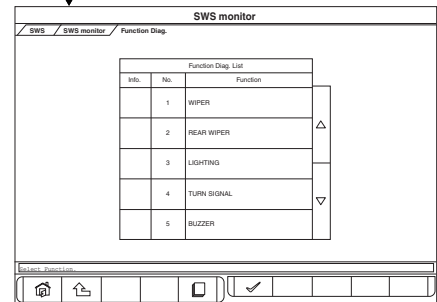 SWS monitor
SWS / SWS monitor / Function Diag.
Function Diag. List
Info. No. Function
1 WIPER
2 REAR WIPER
3 LIGHTING
4 TURN SIGNAL
5 BUZZER
Select Function.